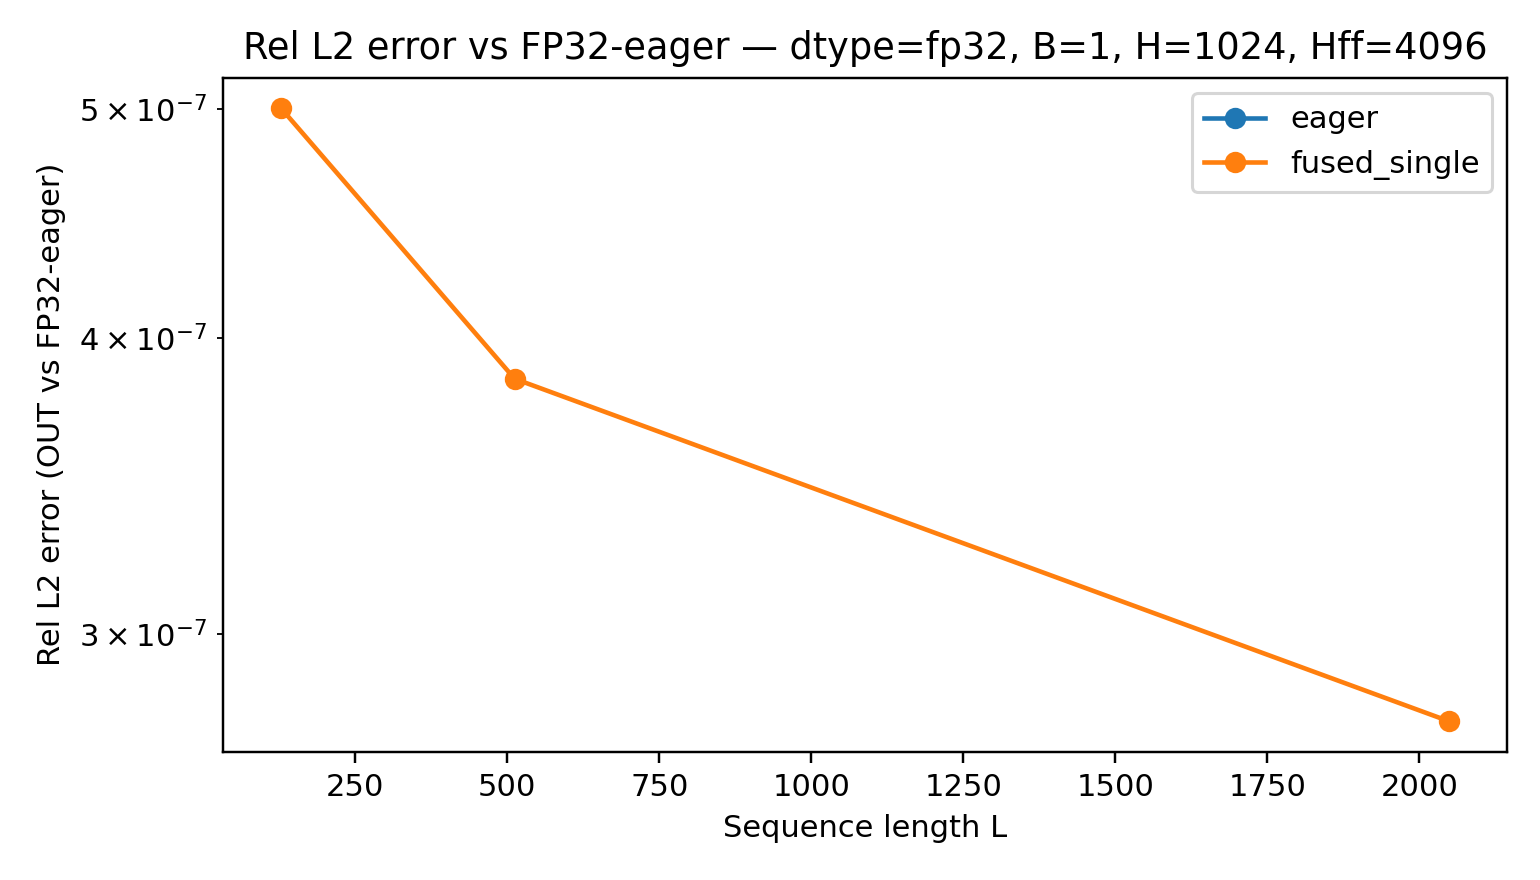 Rel L2 error vs FP32-eager — dtype=fp32, B=1, H=1024, Hff=4096
eager
fused_single
Rel L2 error (OUT vs FP32-eager)
5 × 10⁻⁷
4 × 10⁻⁷
3 × 10⁻⁷
250 500 750 1000 1250 1500 1750 2000
Sequence length L